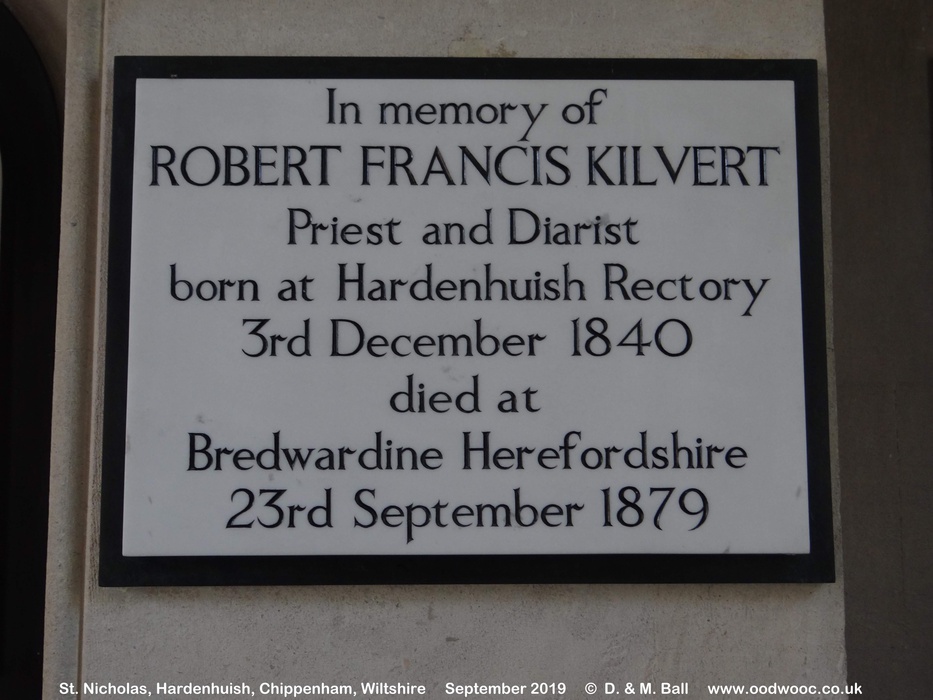 In memory of
ROBERT FRANCIS KILVERT
Priest and Diarist
born at Hardenhuish Rectory
3rd December 1840
died at
Bredwardine Herefordshire
23rd September 1879
St. Nicholas, Hardenhuish, Chippenham, Wiltshire September 2019 © D. & M. Ball www.oodwooc.co.uk